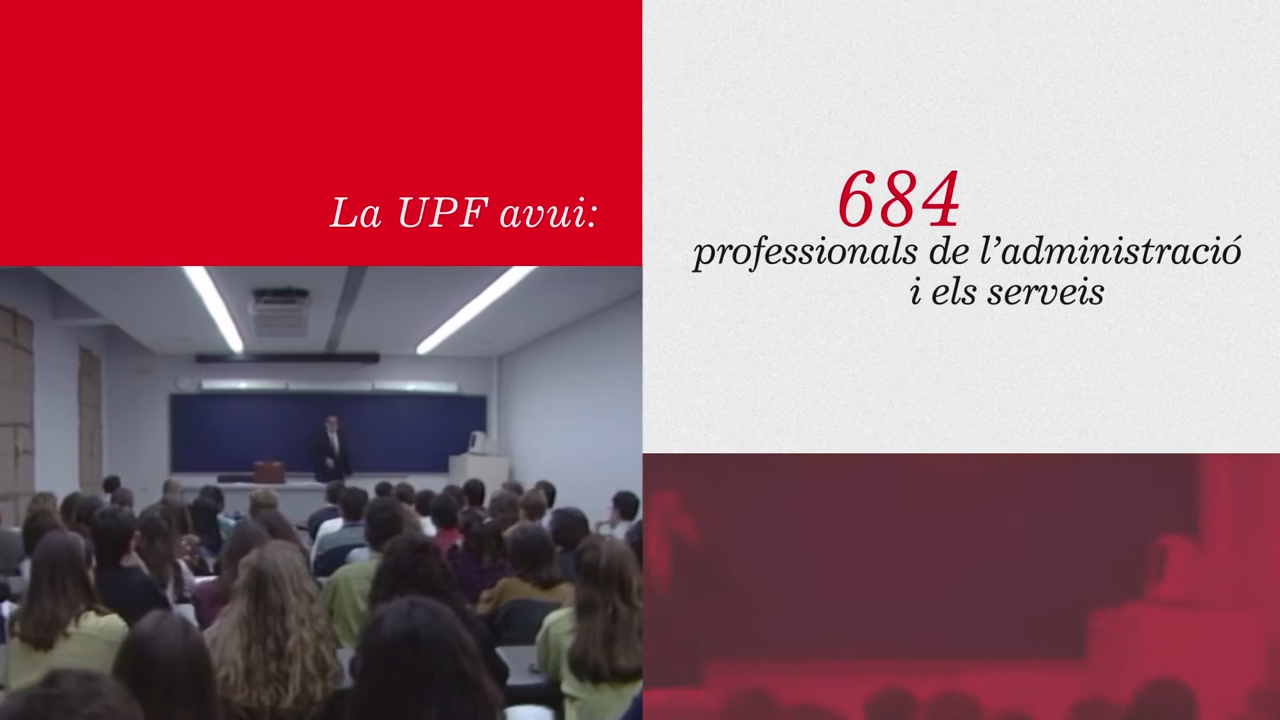 La UPF avui:
684
professionals de l’administració
i els serveis